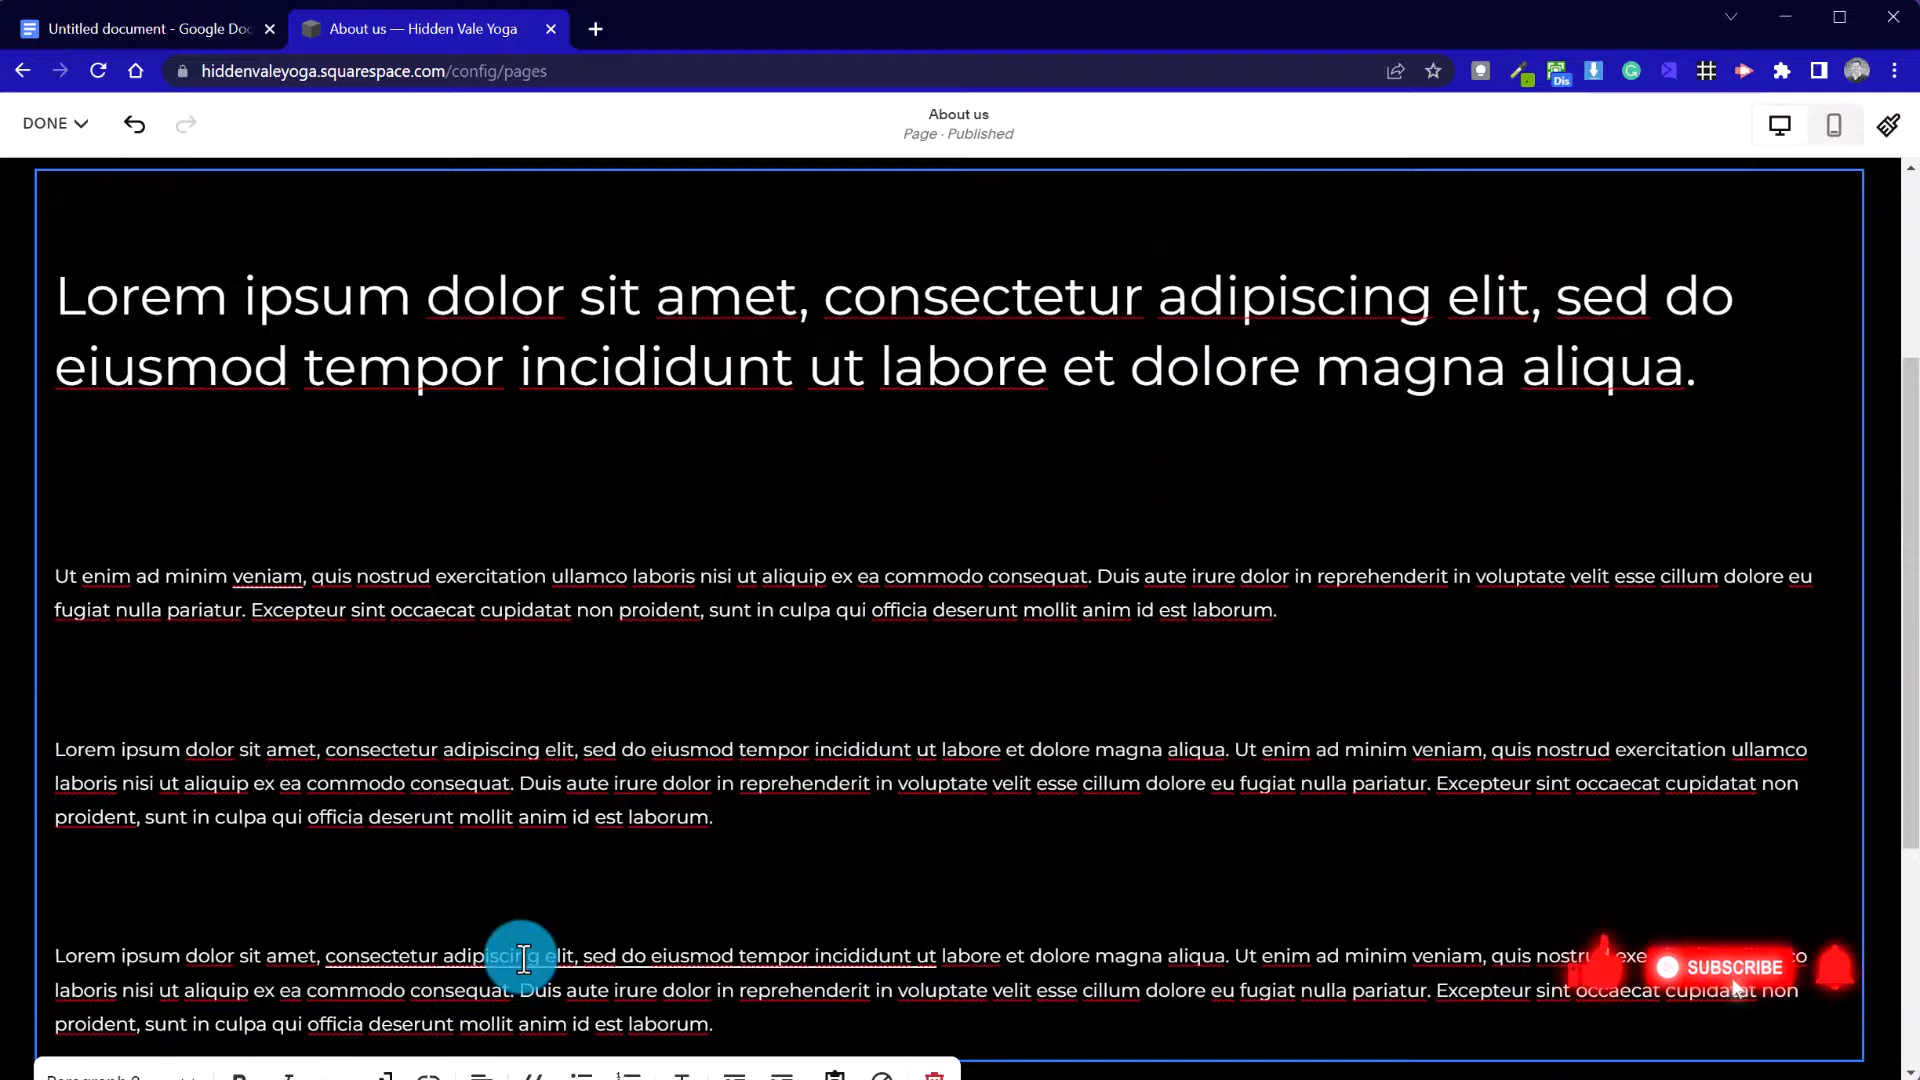 Untitled document - Google Doc
About us — Hidden Vale Yoga
hiddenvaleyoga.squarespace.com/config/pages
Dis
DONE
About us
Page · Published
Lorem ipsum dolor sit amet, consectetur adipiscing elit, sed do
eiusmod tempor incididunt ut labore et dolore magna aliqua.
Ut enim ad minim veniam, quis nostrud exercitation ullamco laboris nisi ut aliquip ex ea commodo consequat. Duis aute irure dolor in reprehenderit in voluptate velit esse cillum dolore eu
fugiat nulla pariatur. Excepteur sint occaecat cupidatat non proident, sunt in culpa qui officia deserunt mollit anim id est laborum.
Lorem ipsum dolor sit amet, consectetur adipiscing elit, sed do eiusmod tempor incididunt ut labore et dolore magna aliqua. Ut enim ad minim veniam, quis nostrud exercitation ullamco
laboris nisi ut aliquip ex ea commodo consequat. Duis aute irure dolor in reprehenderit in voluptate velit esse cillum dolore eu fugiat nulla pariatur. Excepteur sint occaecat cupidatat non
proident, sunt in culpa qui officia deserunt mollit anim id est laborum.
Lorem ipsum dolor sit amet, consectetur adipiscing elit, sed do eiusmod tempor incididunt ut labore et dolore magna aliqua. Ut enim ad minim veniam, quis
SUBSCRIBE
laboris nisi ut aliquip ex ea commodo consequat. Duis aute irure dolor in reprehenderit in voluptate velit esse cillum dolore eu fugiat nulla pariatur. Excepteur sint occaecat cupidatat non
proident, sunt in culpa qui officia deserunt mollit anim id est laborum.